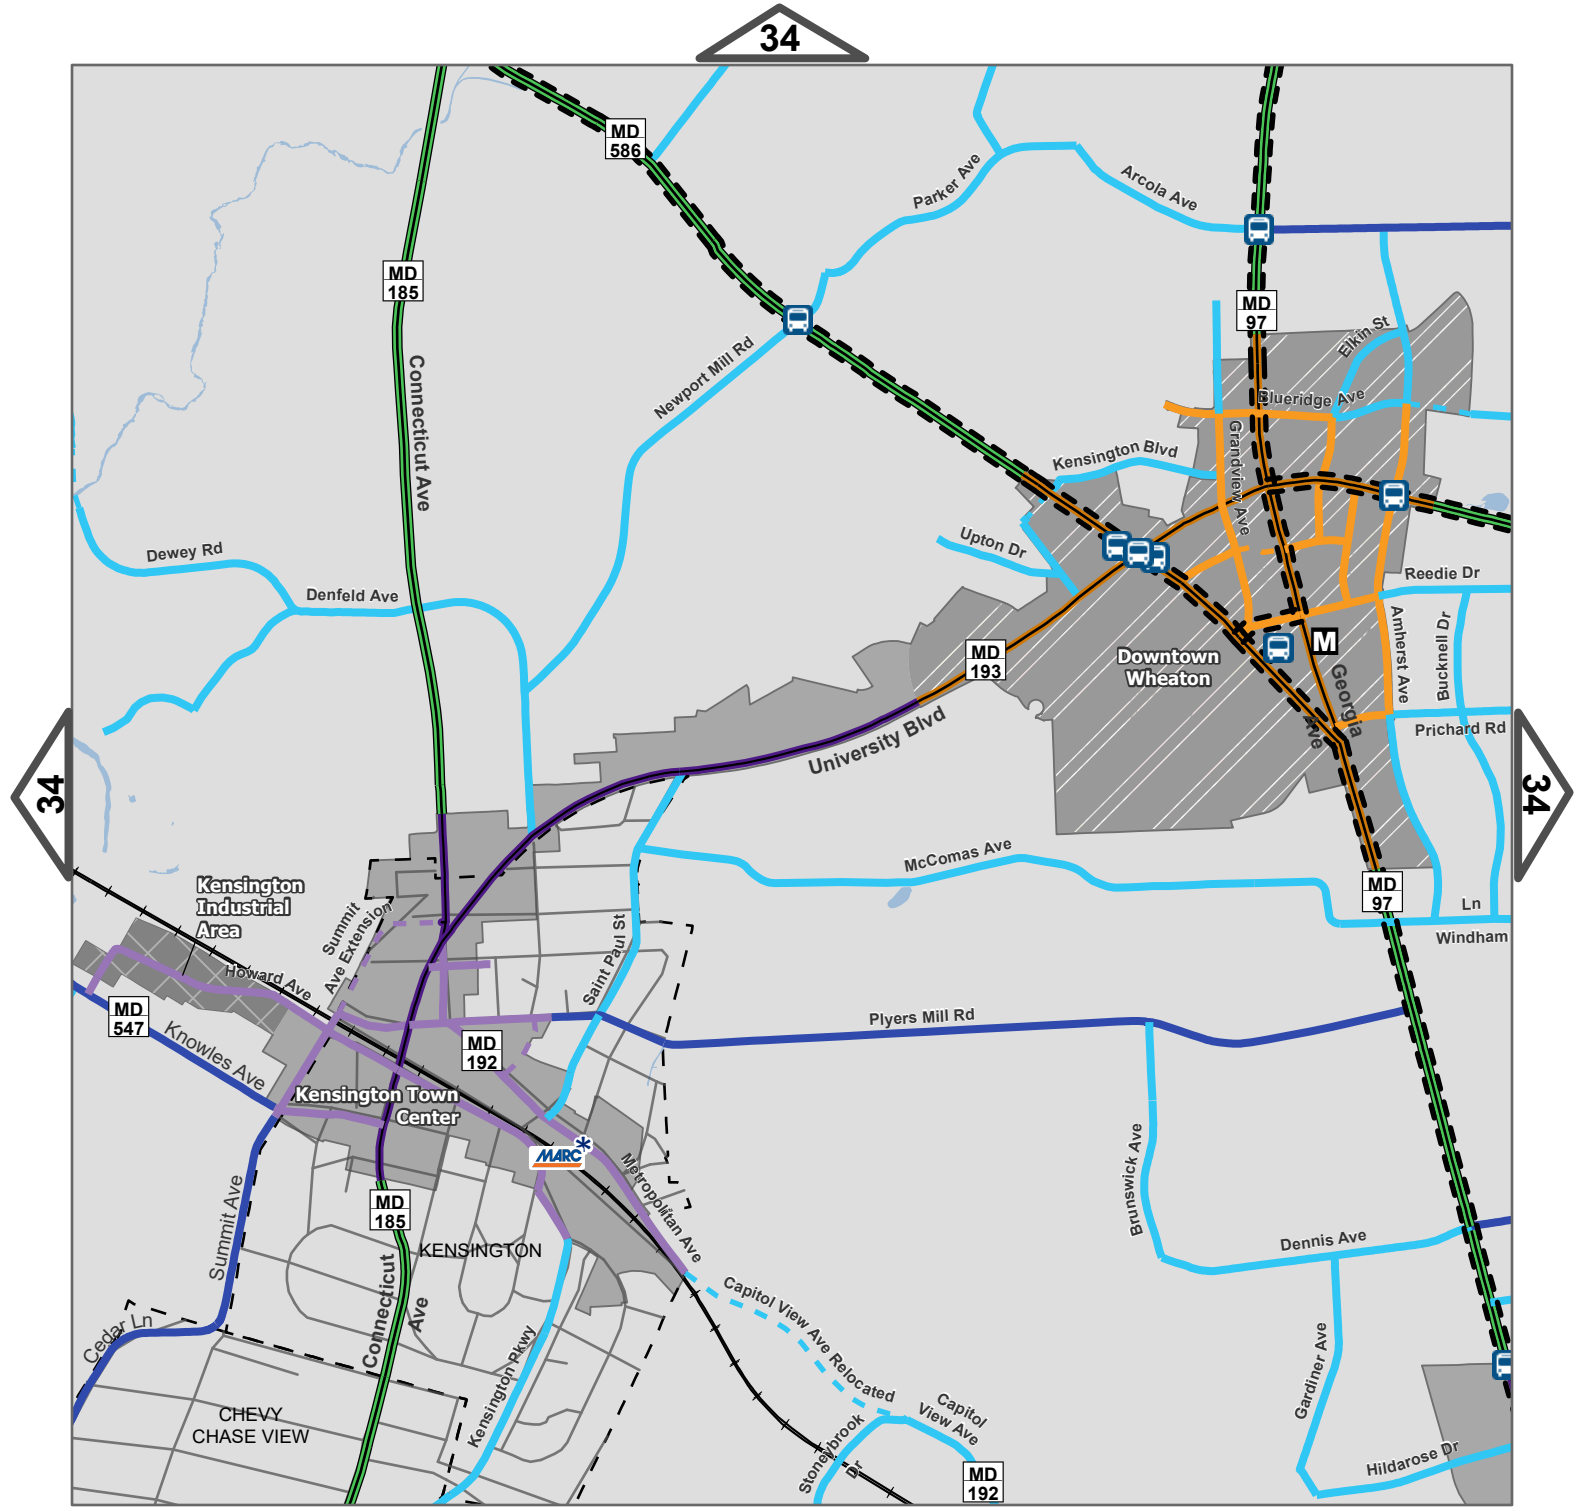 34
MD
586
Parker Ave
Arcola Ave
MD
185
MD
97
Connecticut Ave
Newport Mill Rd
Elkin St
Blueridge Ave
Grandview Ave
Kensington Blvd
Upton Dr
Dewey Rd
Denfeld Ave
Reedie Dr
Amherst Ave
Bucknell Dr
M
Downtown
Wheaton
MD
193
Georgia
Ave
Prichard Rd
University Blvd
34
34
McComas Ave
MD
97
Ln
Windham
Kensington
Industrial
Area
Summit
Ave Extension
Howard Ave
Saint Paul St
MD
547
Knowles Ave
Plyers Mill Rd
MD
192
Kensington Town
Center
MARC*
Metropolitan Ave
Brunswick Ave
Summit Ave
MD
185
KENSINGTON
Dennis Ave
Connecticut
Ave
Cedar Ln
Capitol View Ave Relocated
Kensington Pkwy
Gardiner Ave
CHEVY
CHASE VIEW
Capitol
View Ave
Stoneybrook
Dr
Hildarose Dr
MD
192